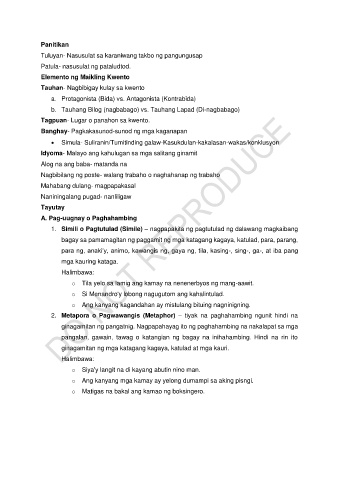 Panitikan
Tuluyan- Nasusulat sa karaniwang takbo ng pangungusap
Patula- nasusulat ng pataludtod.
Elemento ng Maikling Kwento
Tauhan- Nagbibigay kulay sa kwento
a. Protagonista (Bida) vs. Antagonista (Kontrabida)
b. Tauhang Bilog (nagbabago) vs. Tauhang Lapad (Di-nagbabago)
Tagpuan- Lugar o panahon sa kwento.
Banghay- Pagkakasunod-sunod ng mga kaganapan
• Simula- Suliranin/Tumitinding galaw-Kasukdulan-kakalasan-wakas/konklusyon
Idyoma- Malayo ang kahulugan sa mga salitang ginamit
Alog na ang baba- matanda na
Nagbibilang ng poste- walang trabaho o naghahanap ng trabaho
Mahabang dulang- magpapakasal
Naniningalang pugad- nanliligaw
Tayutay
A. Pag-uugnay o Paghahambing
1. Simili o Pagtutulad (Simile) – nagpapakita ng pagtutulad ng dalawang magkaibang
bagay sa pamamagitan ng paggamit ng mga katagang kagaya, katulad, para, parang,
para ng, anaki'y, animo, kawangis ng, gaya ng, tila, kasing-, sing-, ga-, at iba pang
mga kauring kataga.
Halimbawa:
○ Tila yelo sa lamig ang kamay na nenenerbyos ng mang-aawit.
○ Si Menandro'y lobong nagugutom ang kahalintulad.
○ Ang kanyang kagandahan ay mistulang bituing nagniningning.
2. Metapora o Pagwawangis (Metaphor) – tiyak na paghahambing ngunit hindi na
ginagamitan ng pangatnig. Nagpapahayag ito ng paghahambing na nakalapat sa mga
pangalan, gawain, tawag o katangian ng bagay na inihahambing. Hindi na rin ito
ginagamitan ng mga katagang kagaya, katulad at mga kauri.
Halimbawa:
○ Siya'y langit na di kayang abutin nino man.
○ Ang kanyang mga kamay ay yelong dumampi sa aking pisngi.
○ Matigas na bakal ang kamao ng boksingero.
DO NOT REPRODUCE